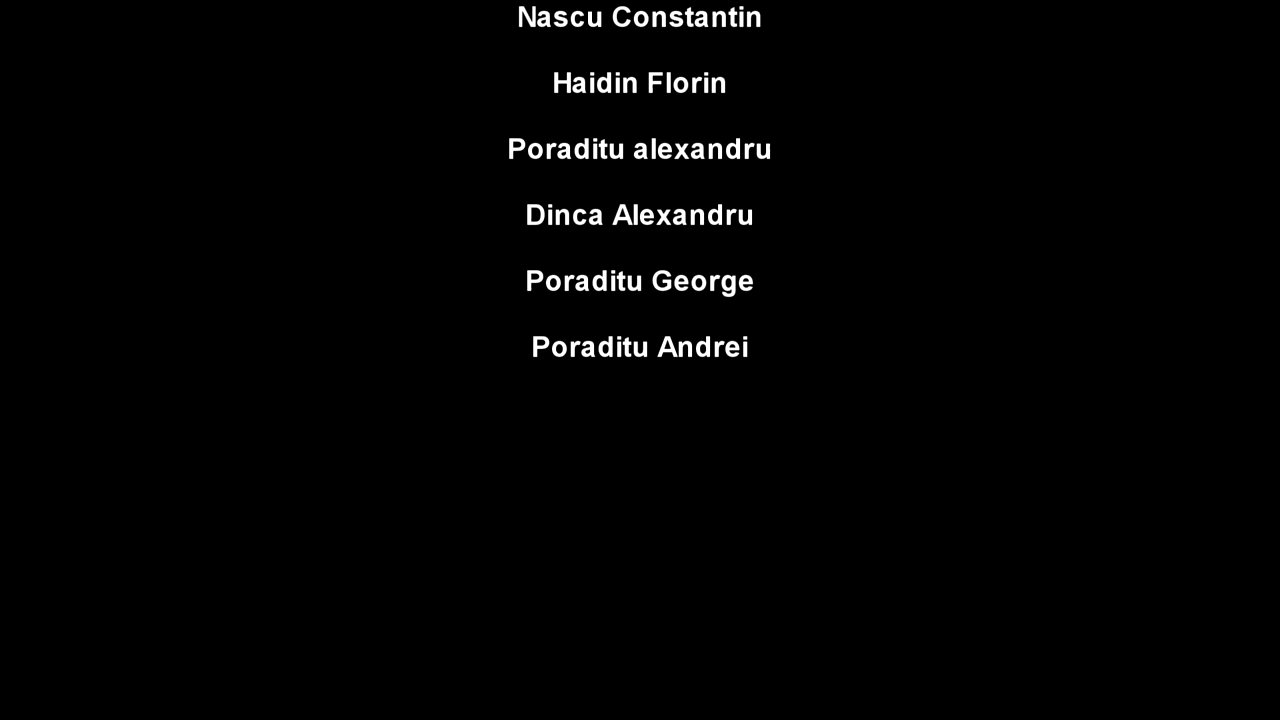 Nascu Constantin
Haidin Florin
Poraditu alexandru
Dinca Alexandru
Poraditu George
Poraditu Andrei